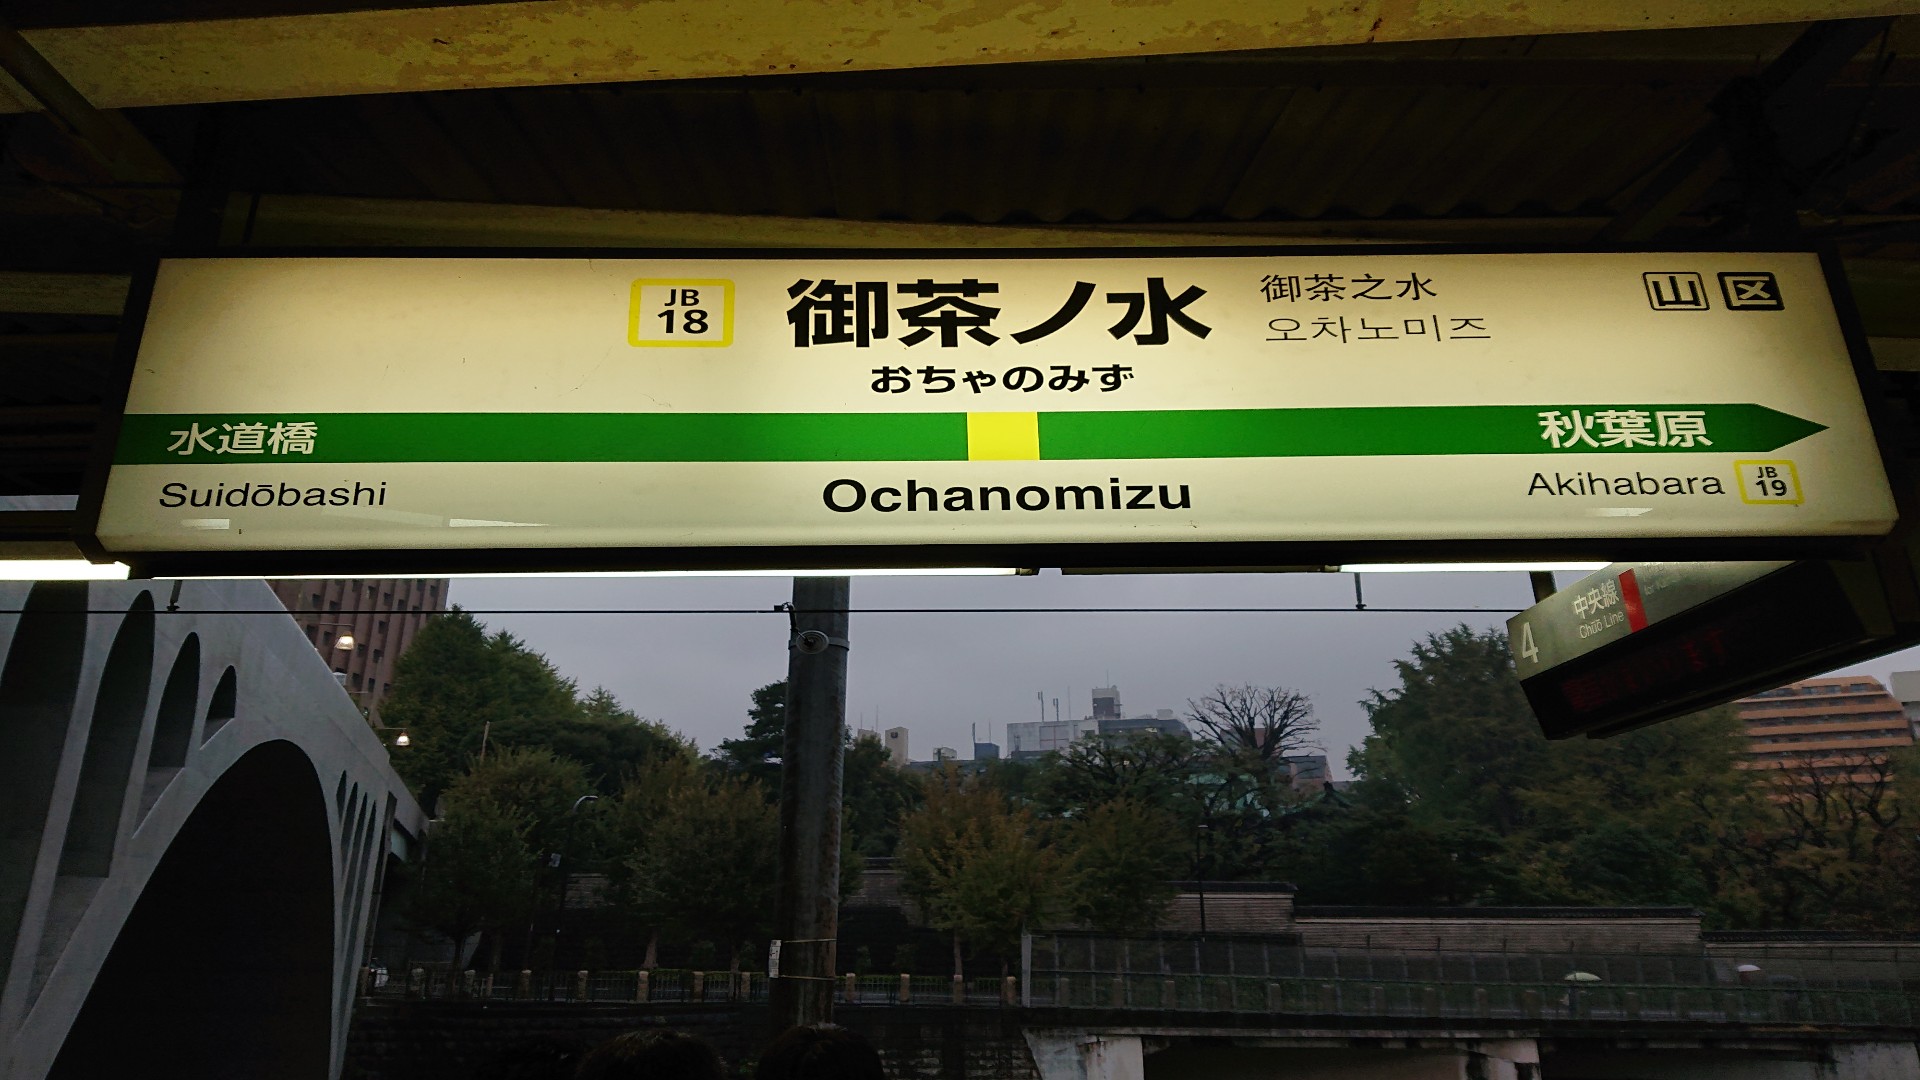 JB
18
御茶ノ水
御茶之水
오차노미즈
山 区
おちゃのみず
水道橋
秋葉原
Suidōbashi
Ochanomizu
Akihabara
JB
19
4
中央線
Chūō Line